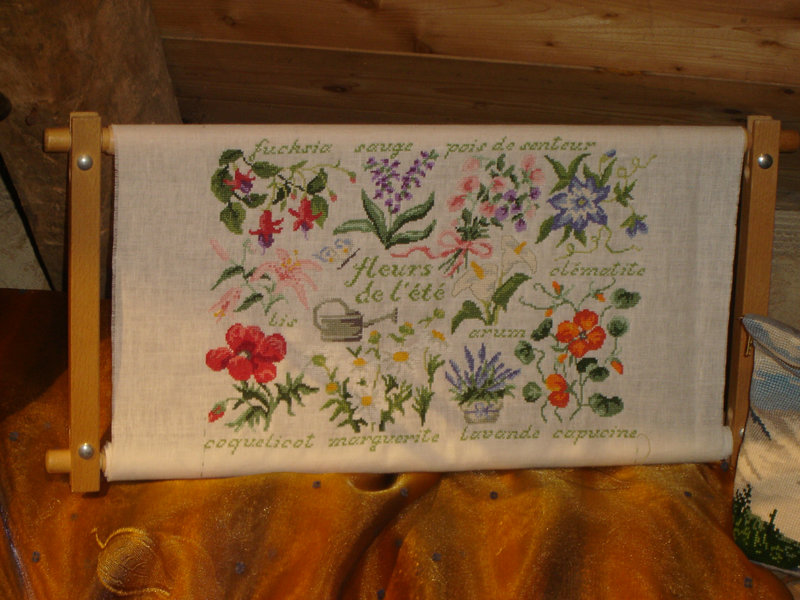 fuchsia sauge pois de senteur
clématite
fleurs
de l'été
lis
arum
coquelicot marguerite lavande capucine